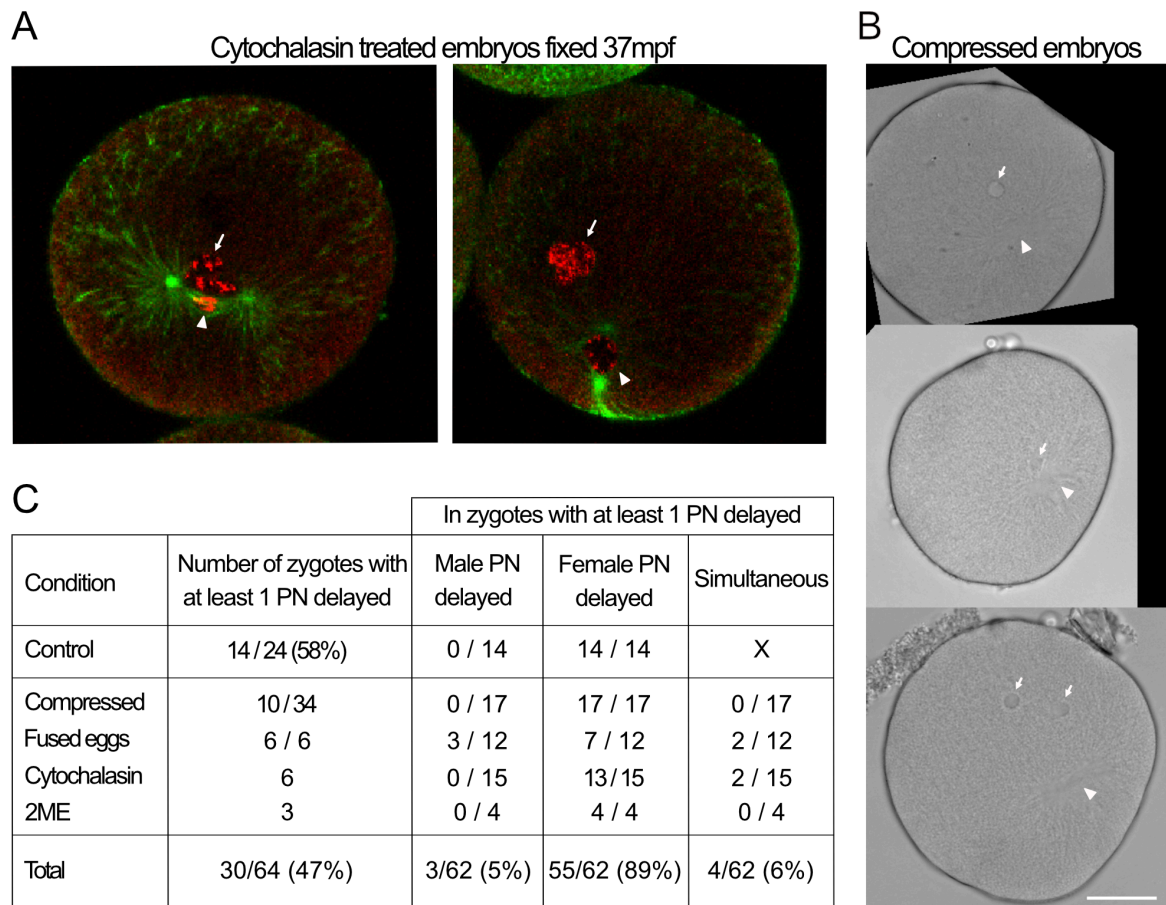 A
Cytochalasin treated embryos fixed 37mpf
B
Compressed embryos
C
In zygotes with at least 1 PN delayed
Condition
Number of zygotes with
at least 1 PN delayed
Male PN
delayed
Female PN
delayed
Simultaneous
Control 14/24 (58%) 0 / 14 14 / 14 X
Compressed 10/34 0 / 17 17 / 17 0 / 17
Fused eggs 6 / 6 3 / 12 7 / 12 2 / 12
Cytochalasin 6 0 / 15 13/15 2 / 15
2ME 3 0 / 4 4 / 4 0 / 4
Total 30/64 (47%) 3/62 (5%) 55/62 (89%) 4/62 (6%)